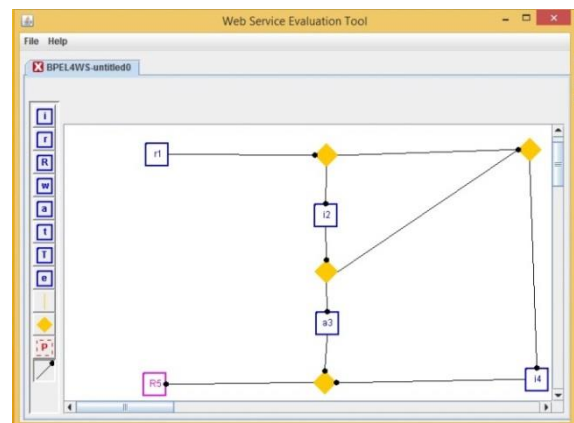 Web Service Evaluation Tool
File Help
BPEL4WS-untitled0
i
r
R
w
a
t
T
e
P
r1
i2
a3
R5
i4